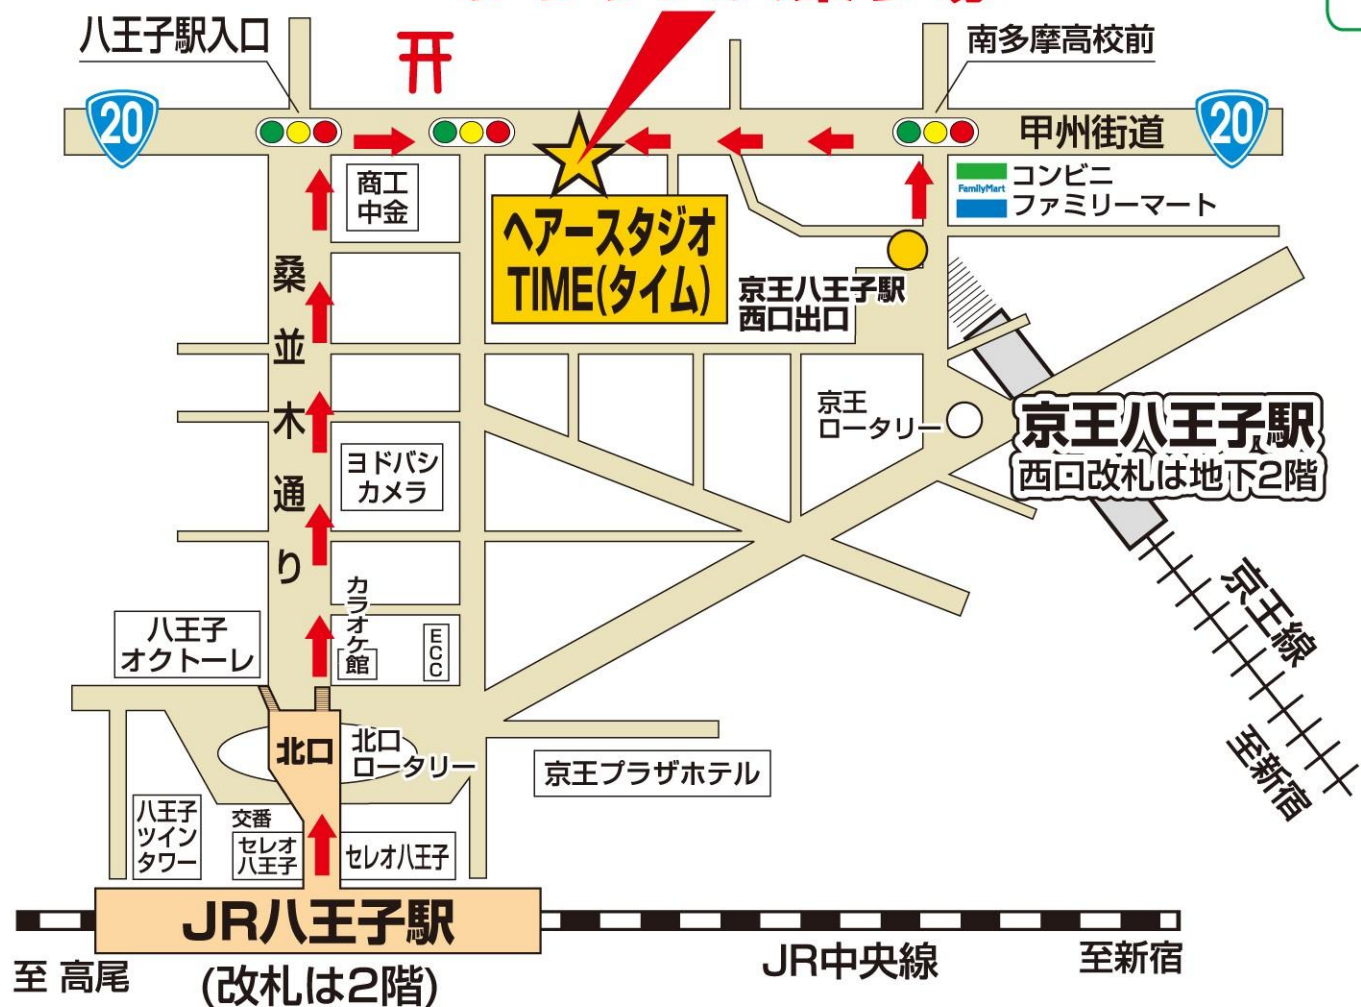 八王子駅入口
南多摩高校前
20
甲州街道
20
商工
中金
FamilyMart
コンビニ
ファミリーマート
ヘアースタジオ
TIME(タイム)
京王八王子駅
西口出口
桑並木通り
京王
ロータリー
京王八王子駅
西口改札は地下2階
ヨドバシ
カメラ
京王線
至新宿
カラオケ館
ECC
八王子
オクトーレ
北口
北口
ロータリー
京王プラザホテル
八王子
ツイン
タワー
交番
セレオ
八王子
セレオ八王子
JR八王子駅
(改札は2階)
至 高尾
JR中央線
至新宿